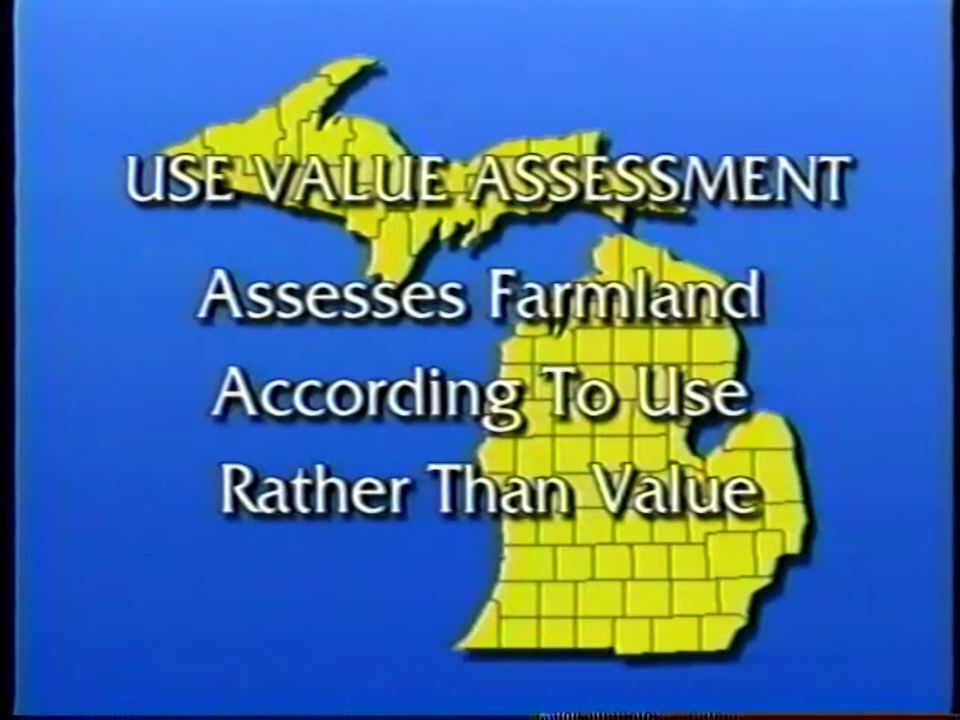 USE VALUE ASSESSMENT
Assesses Farmland
According To Use
Rather Than Value